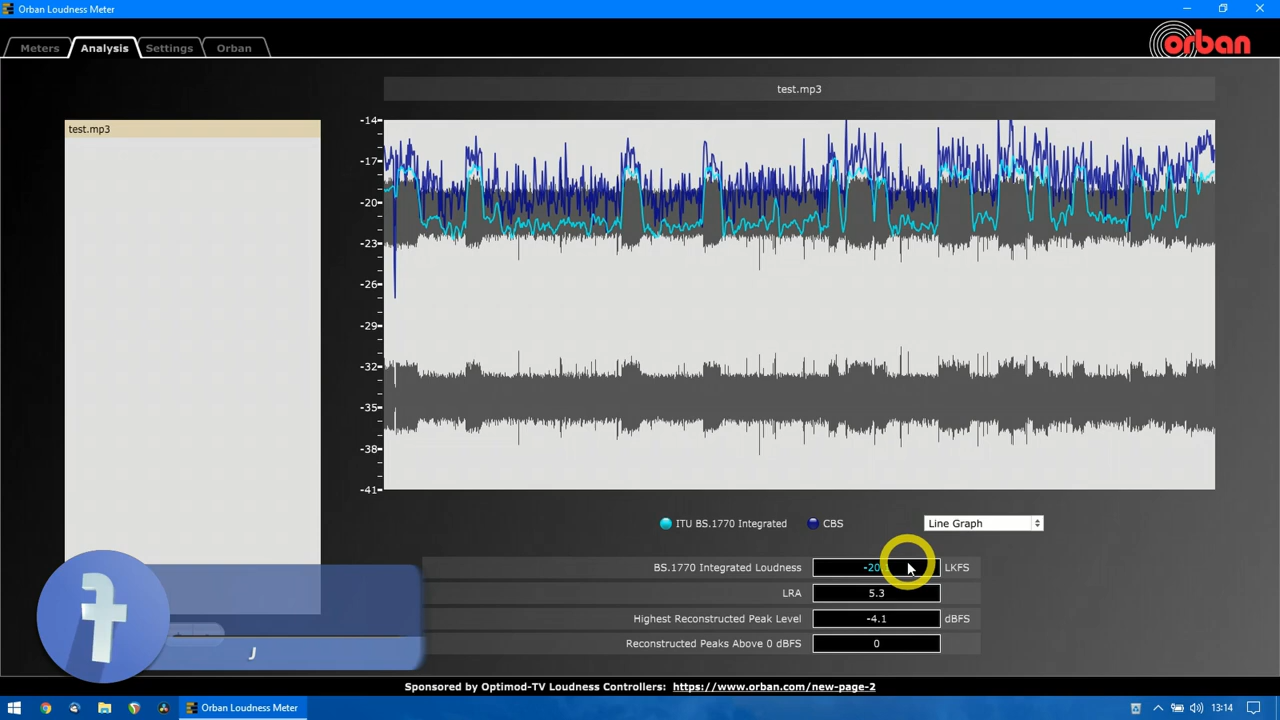 Orban Loudness Meter
Meters
Analysis
Settings
Orban
orban
test.mp3
test.mp3
-14
-17
-20
-23
-26
-29
-32
-35
-38
-41
ITU BS.1770 Integrated
CBS
Line Graph
BS.1770 Integrated Loudness
LKFS
LRA
5.3
Highest Reconstructed Peak Level
-4.1
dBFS
Reconstructed Peaks Above 0 dBFS
0
f
J
Sponsored by Optimod-TV Loudness Controllers: https://www.orban.com/new-page-2
Orban Loudness Meter
13:14